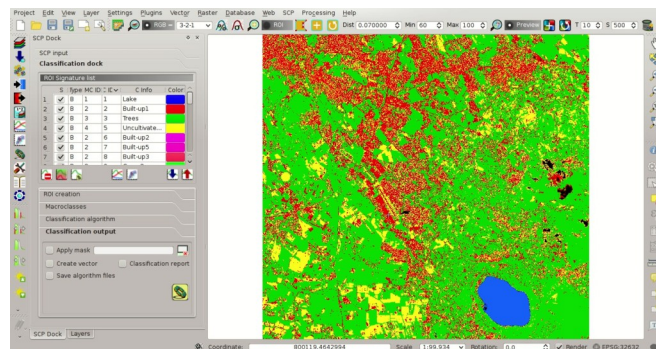 Project Edit View Layer Settings Plugins Vector Raster Database Web SCP Processing Help
RGB = 3-2-1 ROI Dist 0.070000 Min 60 Max 100 Preview T 10 S 500
SCP Dock
SCP input
Classification dock
ROI Signature list
S Type MC ID C Info Color
1 B 1 1 Lake
2 B 2 2 Built-up1
3 B 3 3 Trees
4 B 4 5 Uncultivate...
5 B 2 6 Built-up2
6 B 2 7 Built-up5
7 B 2 8 Built-up3
ROI creation
Macroclasses
Classification algorithm
Classification output
Apply mask
Create vector Classification report
Save algorithm files
SCP Dock Layers
Coordinate: 800119,4642994 Scale 1:99,934 Rotation: 0,0 Render EPSG:32632